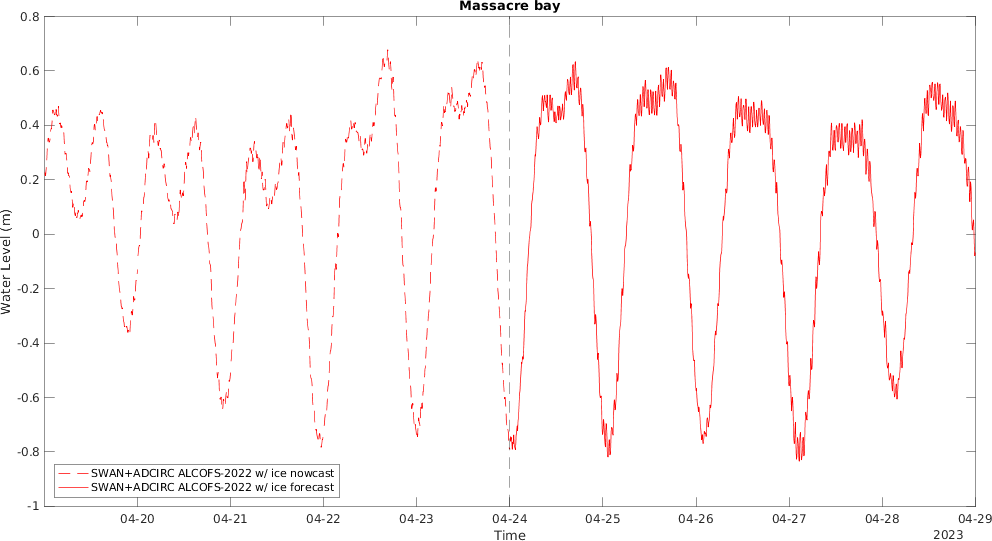 Massacre bay
0.8
0.6
0.4
0.2
0
-0.2
-0.4
-0.6
-0.8
-1
Water Level (m)
SWAN+ADCIRC ALCOFS-2022 w/ ice nowcast
SWAN+ADCIRC ALCOFS-2022 w/ ice forecast
04-20 04-21 04-22 04-23 04-24 04-25 04-26 04-27 04-28 04-29
Time
2023